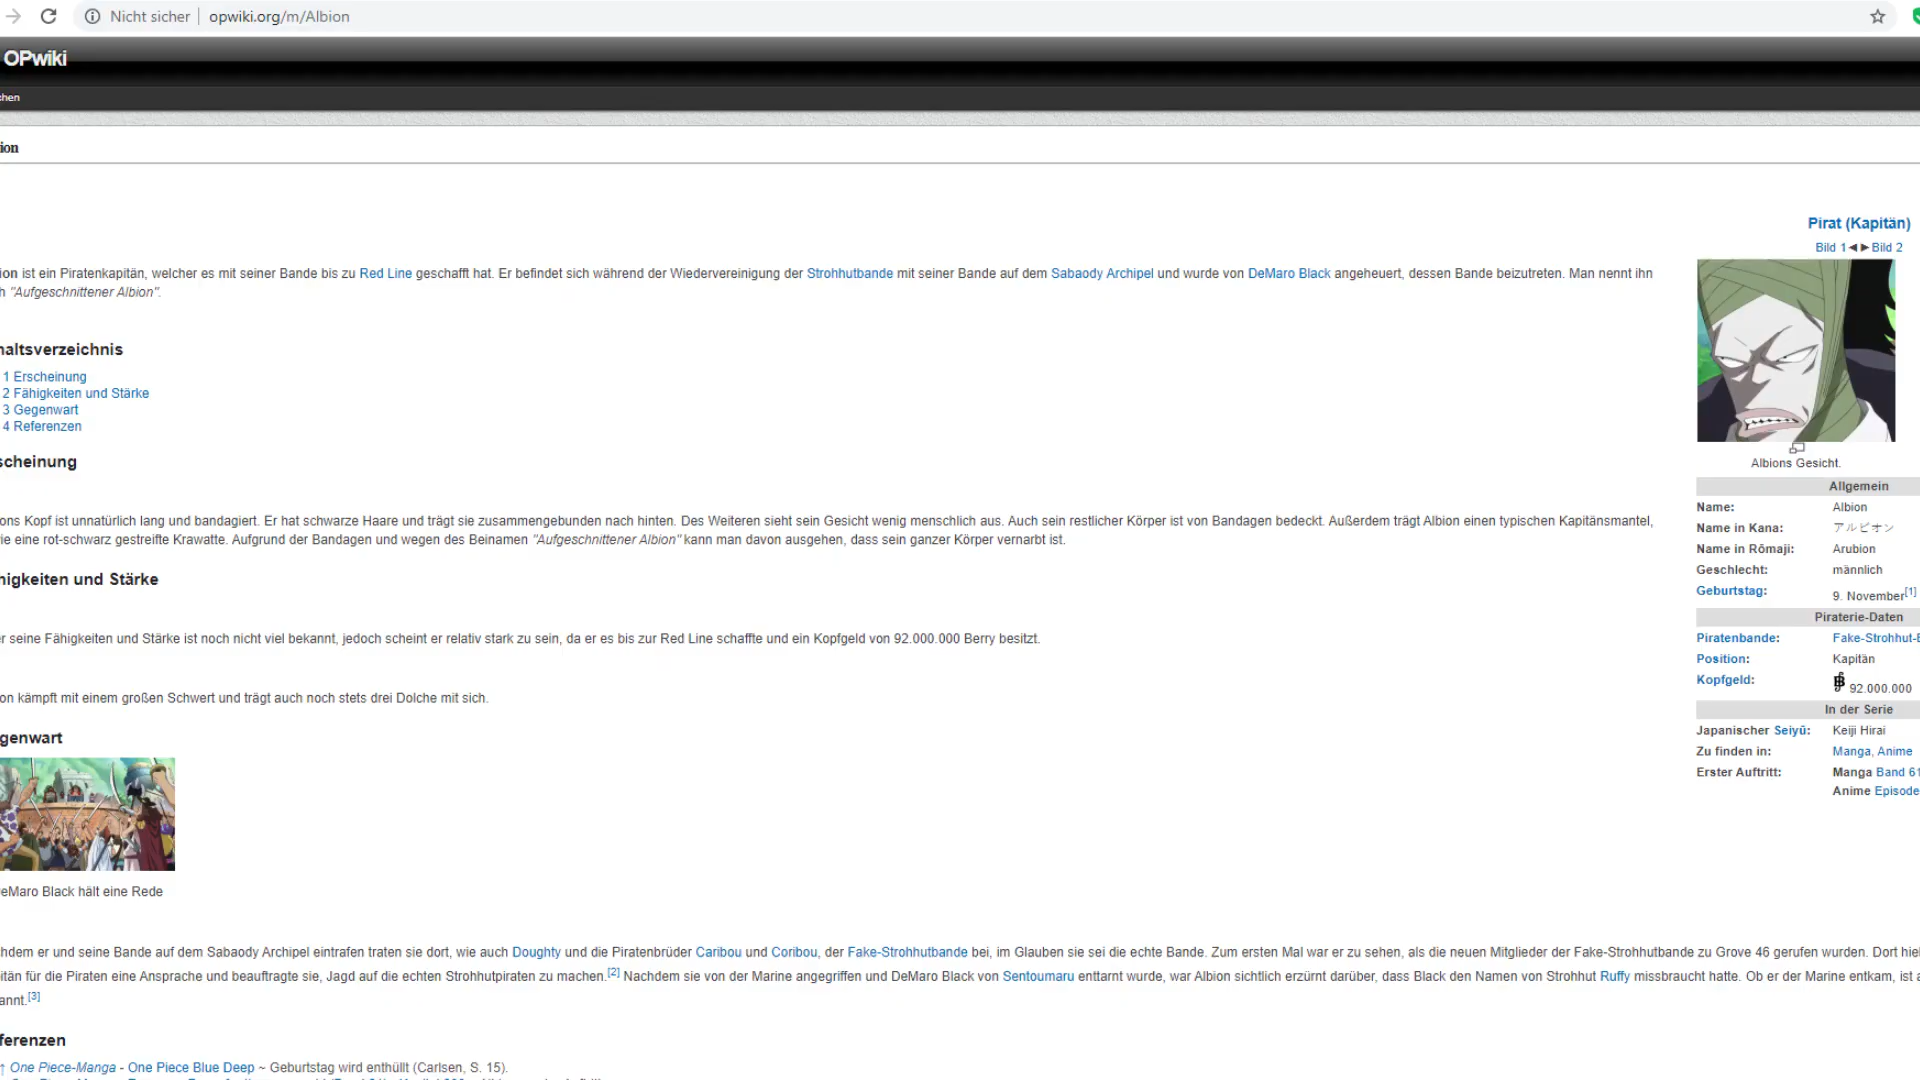 Nicht sicher opwiki.org/m/Albion
OPwiki
chen
ion
Pirat (Kapitän)
Bild 1◄ ►Bild 2
ion ist ein Piratenkapitän, welcher es mit seiner Bande bis zu Red Line geschafft hat. Er befindet sich während der Wiedervereinigung der Strohhutbande mit seiner Bande auf dem Sabaody Archipel und wurde von DeMaro Black angeheuert, dessen Bande beizutreten. Man nennt ihn
h "Aufgeschnittener Albion".
haltsverzeichnis
1 Erscheinung
2 Fähigkeiten und Stärke
3 Gegenwart
4 Referenzen
scheinung
ons Kopf ist unnatürlich lang und bandagiert. Er hat schwarze Haare und trägt sie zusammengebunden nach hinten. Des Weiteren sieht sein Gesicht wenig menschlich aus. Auch sein restlicher Körper ist von Bandagen bedeckt. Außerdem trägt Albion einen typischen Kapitänsmantel,
ie eine rot-schwarz gestreifte Krawatte. Aufgrund der Bandagen und wegen des Beinamen "Aufgeschnittener Albion" kann man davon ausgehen, dass sein ganzer Körper vernarbt ist.
higkeiten und Stärke
r seine Fähigkeiten und Stärke ist noch nicht viel bekannt, jedoch scheint er relativ stark zu sein, da er es bis zur Red Line schaffte und ein Kopfgeld von 92.000.000 Berry besitzt.
on kämpft mit einem großen Schwert und trägt auch noch stets drei Dolche mit sich.
genwart
eMaro Black hält eine Rede
hdem er und seine Bande auf dem Sabaody Archipel eintrafen traten sie dort, wie auch Doughty und die Piratenbrüder Caribou und Coribou, der Fake-Strohhutbande bei, im Glauben sie sei die echte Bande. Zum ersten Mal war er zu sehen, als die neuen Mitglieder der Fake-Strohhutbande zu Grove 46 gerufen wurden. Dort hiel
itän für die Piraten eine Ansprache und beauftragte sie, Jagd auf die echten Strohhutpiraten zu machen.[2] Nachdem sie von der Marine angegriffen und DeMaro Black von Sentoumaru enttarnt wurde, war Albion sichtlich erzürnt darüber, dass Black den Namen von Strohhut Ruffy missbraucht hatte. Ob er der Marine entkam, ist a
annt.[3]
ferenzen
↑ One Piece-Manga - One Piece Blue Deep ~ Geburtstag wird enthüllt (Carlsen, S. 15).
Albions Gesicht.
Allgemein
Name: Albion
Name in Kana: アルビオン
Name in Rōmaji: Arubion
Geschlecht: männlich
Geburtstag: 9. November[1]
Piraterie-Daten
Piratenbande: Fake-Strohhut-B
Position: Kapitän
Kopfgeld: 92.000.000
In der Serie
Japanischer Seiyū: Keiji Hirai
Zu finden in: Manga, Anime
Erster Auftritt: Manga Band 61
Anime Episode